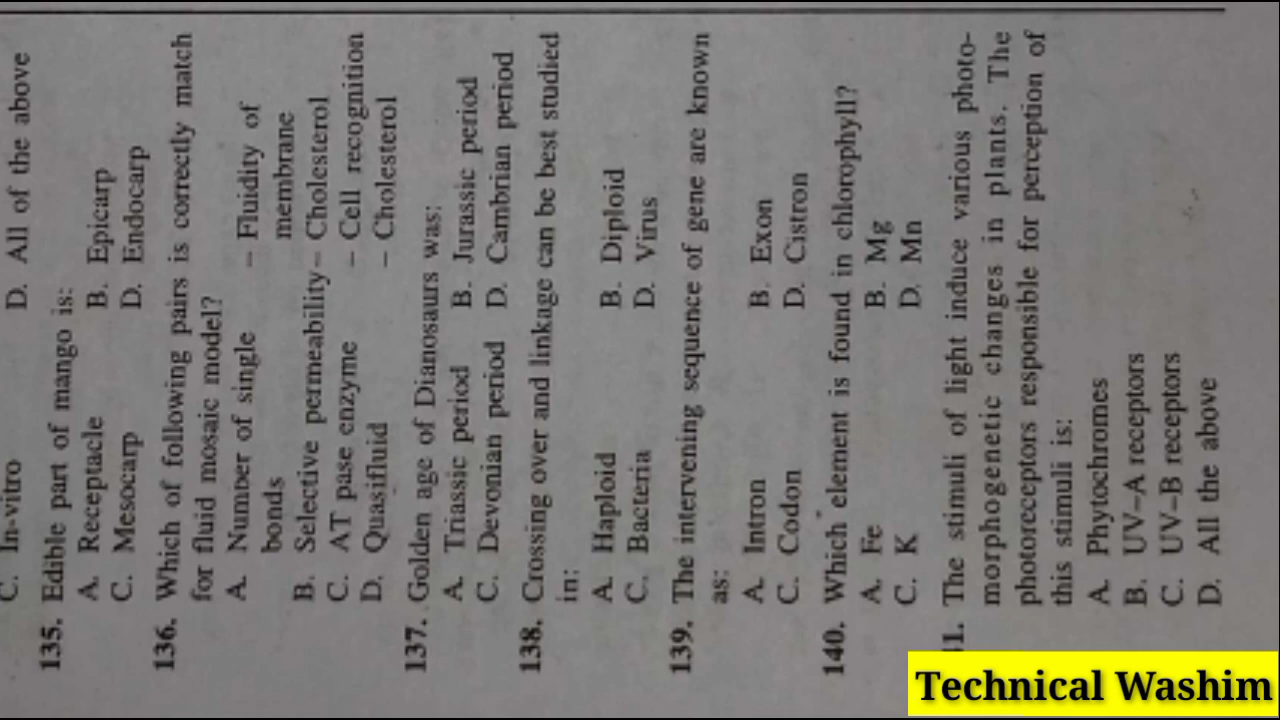 C. In-vitro D. All of the above
135. Edible part of mango is:
A. Receptacle B. Epicarp
C. Mesocarp D. Endocarp
136. Which of following pairs is correctly match
for fluid mosaic model?
A. Number of single – Fluidity of
bonds membrane
B. Selective permeability – Cholesterol
C. AT pase enzyme – Cell recognition
D. Quasifluid – Cholesterol
137. Golden age of Dianosaurs was:
A. Triassic period B. Jurassic period
C. Devonian period D. Cambrian period
138. Crossing over and linkage can be best studied
in:
A. Haploid B. Diploid
C. Bacteria D. Virus
139. The intervening sequence of gene are known
as:
A. Intron B. Exon
C. Codon D. Cistron
140. Which element is found in chlorophyll?
A. Fe B. Mg
C. K D. Mn
1. The stimuli of light induce various photo-
morphogenetic changes in plants. The
photoreceptors responsible for perception of
this stimuli is:
A. Phytochromes
B. UV–A receptors
C. UV–B receptors
D. All the above
Technical Washim